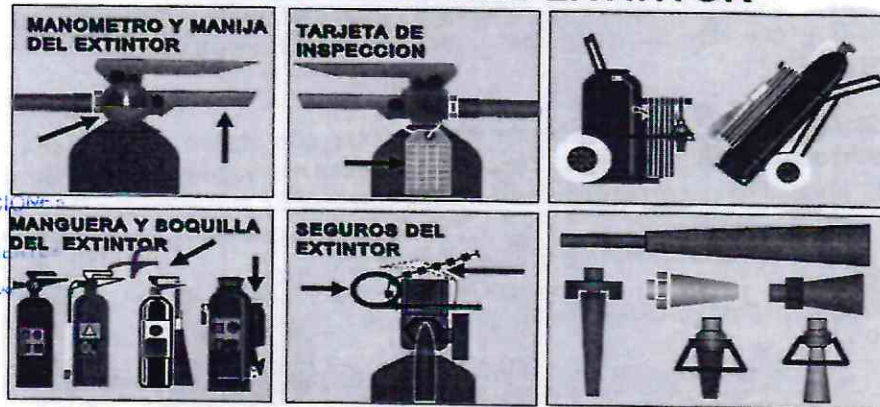 MANOMETRO Y MANIJA
DEL EXTINTOR
TARJETA DE
INSPECCION
MANGUERA Y BOQUILLA
DEL EXTINTOR
SEGUROS DEL
EXTINTOR